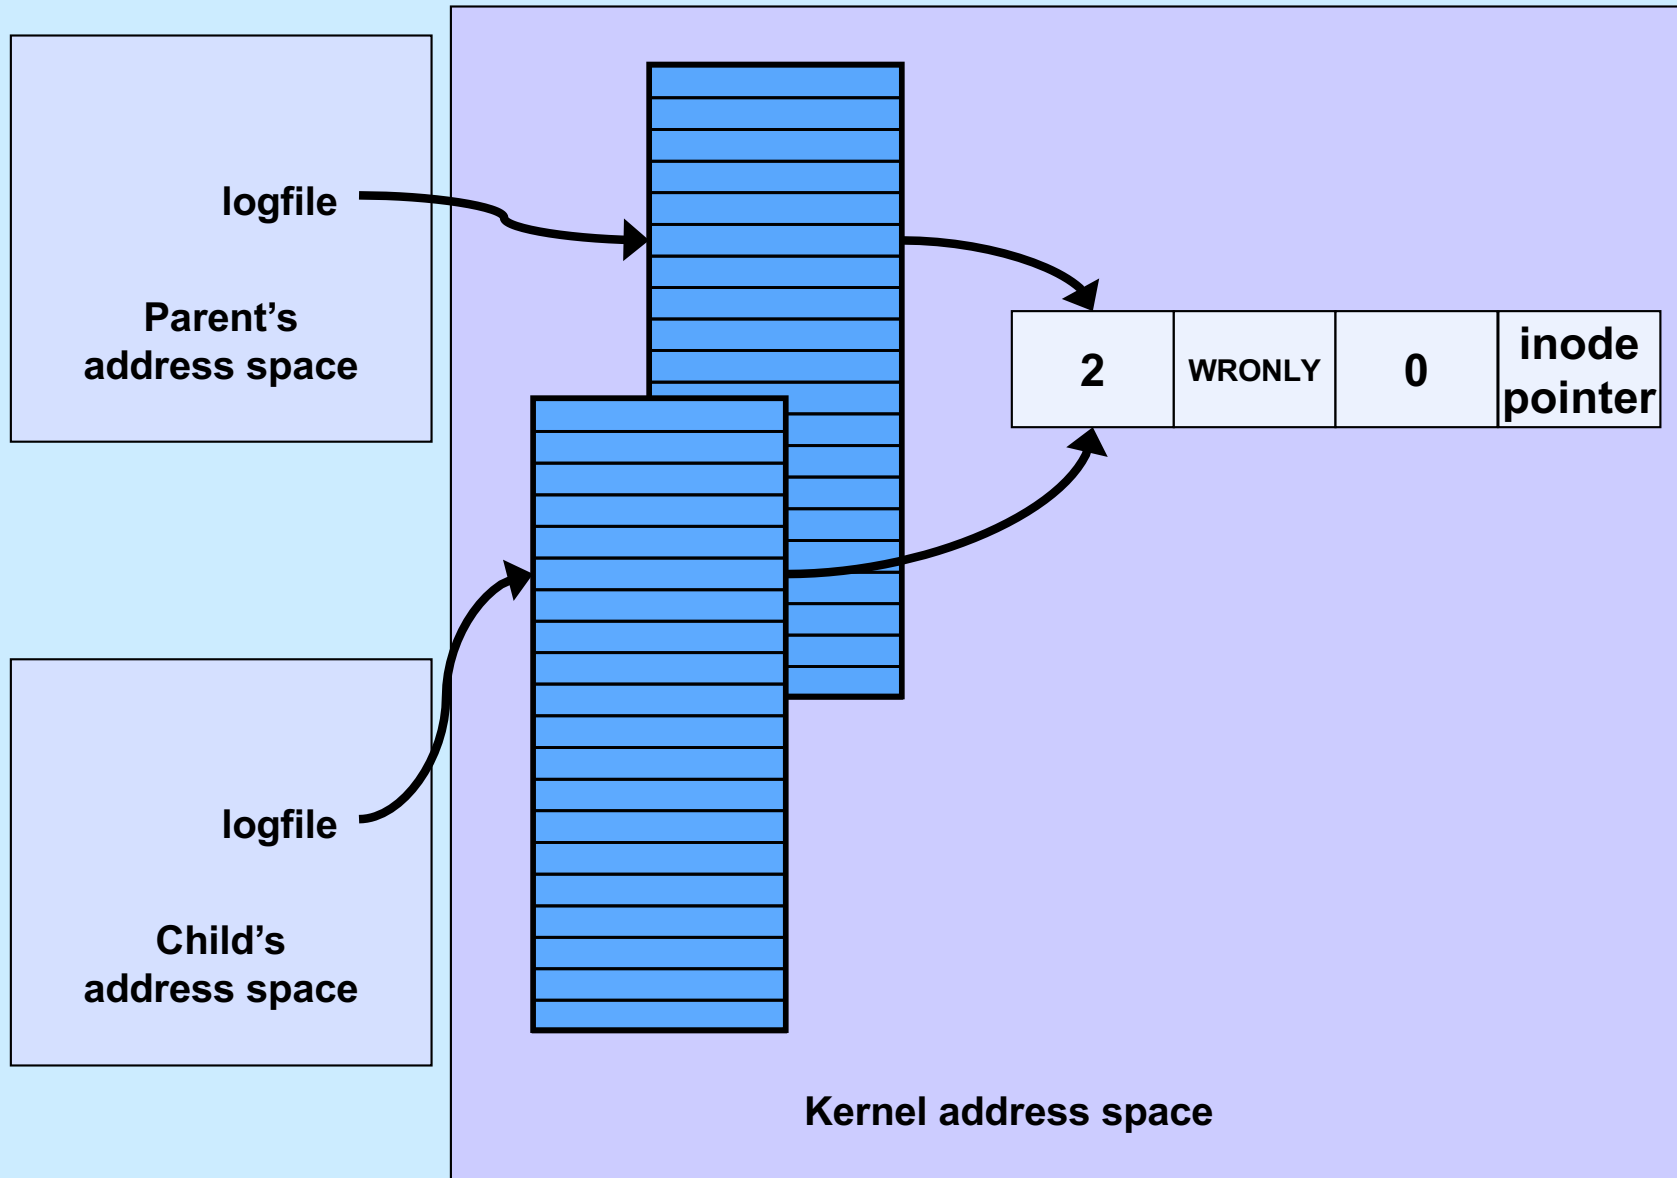 logfile
Parent’s
address space
2
WRONLY
0
inode
pointer
logfile
Child’s
address space
Kernel address space